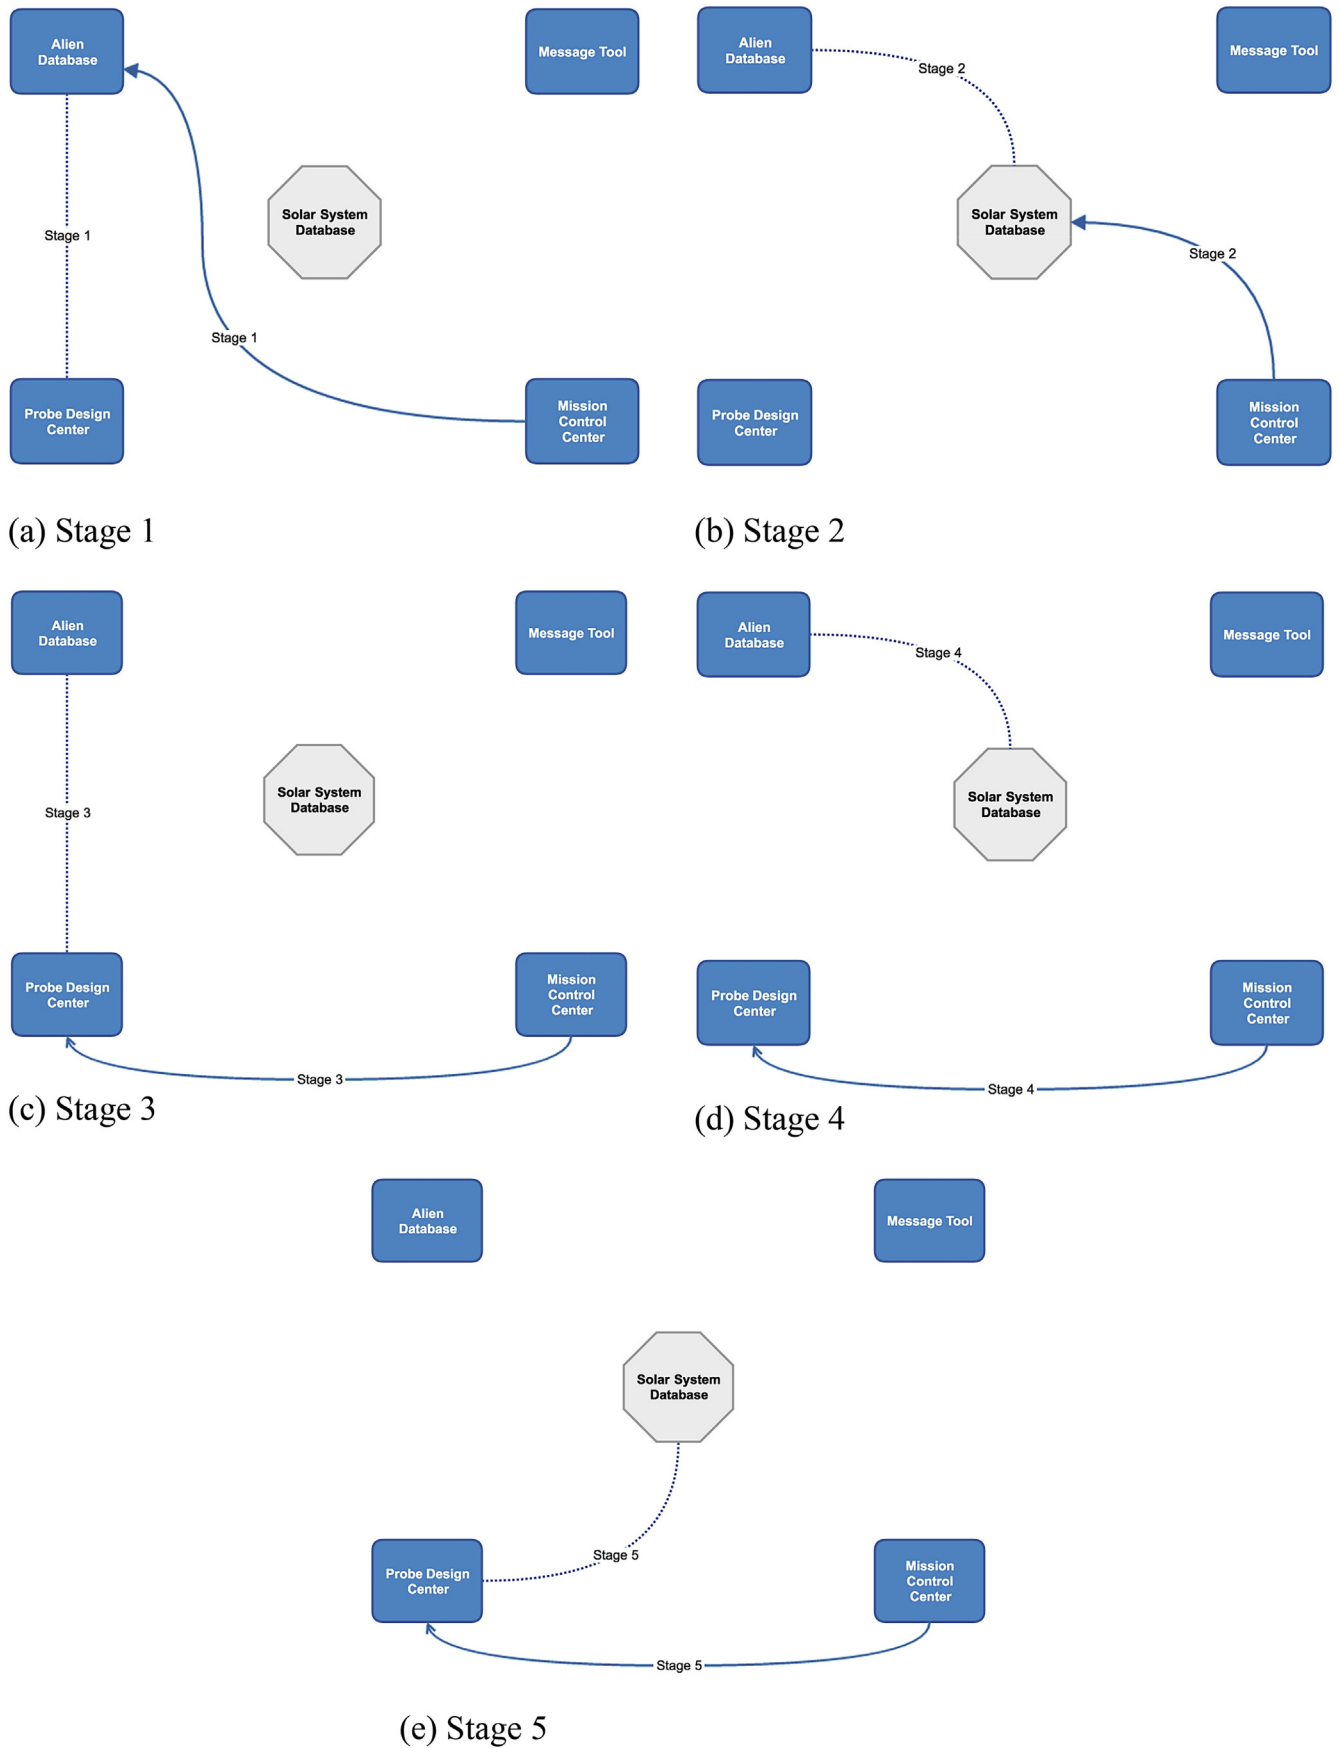 Alien
Database
Message Tool
Solar System
Database
Stage 1
Stage 1
Probe Design
Center
Mission
Control
Center
(a) Stage 1
Alien
Database
Stage 2
Message Tool
Solar System
Database
Stage 2
Probe Design
Center
Mission
Control
Center
(b) Stage 2
Alien
Database
Message Tool
Solar System
Database
Stage 3
Probe Design
Center
Mission
Control
Center
Stage 3
(c) Stage 3
Alien
Database
Stage 4
Message Tool
Solar System
Database
Probe Design
Center
Mission
Control
Center
Stage 4
(d) Stage 4
Alien
Database
Message Tool
Solar System
Database
Stage 5
Probe Design
Center
Mission
Control
Center
Stage 5
(e) Stage 5